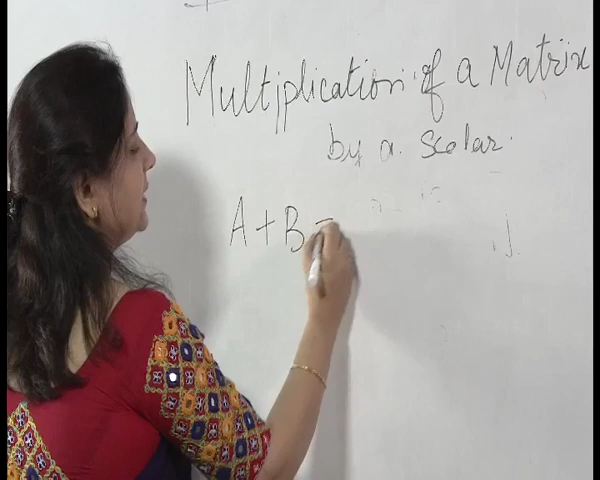 Multiplication of a Matrix
by a scalar.
A + B =